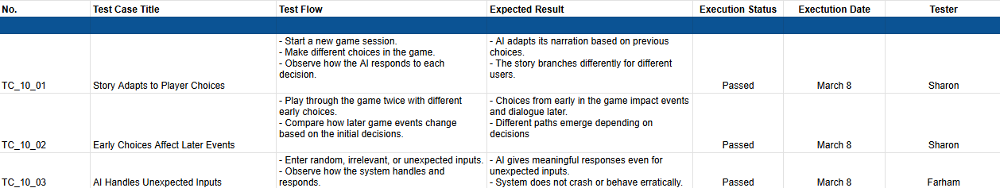 No. Test Case Title Test Flow Expected Result Execution Status Exectution Date Tester
- Start a new game session. - AI adapts its narration based on previous
- Make different choices in the game. choices.
- Observe how the AI responds to each - The story branches differently for different
decision. users.
TC_10_01 Story Adapts to Player Choices Passed March 8 Sharon
- Play through the game twice with different - Choices from early in the game impact events
early choices. and dialogue later.
- Compare how later game events change - Different paths emerge depending on
based on the initial decisions. decisions
TC_10_02 Early Choices Affect Later Events Passed March 8 Sharon
- Enter random, irrelevant, or unexpected inputs. - AI gives meaningful responses even for
- Observe how the system handles and unexpected inputs.
TC_10_03 AI Handles Unexpected Inputs responds. - System does not crash or behave erratically. Passed March 8 Farham